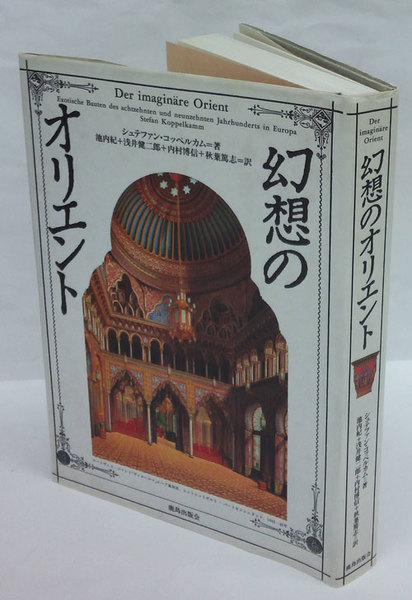 Der imaginäre Orient
Exotische Bauten des achtzehnten und neunzehnten Jahrhunderts in Europa
Stefan Koppelkamm
シュテファン・コッペルカム=著
池内紀+浅井健二郎+内村博信+秋葉篤志=訳
幻想の
オリエント
鹿島出版会
Der
imaginäre
Orient
幻想のオリエント
シュテファン・コッペルカム=著
池内紀+浅井健二郎+内村博信+秋葉篤志=訳
鹿島出版会